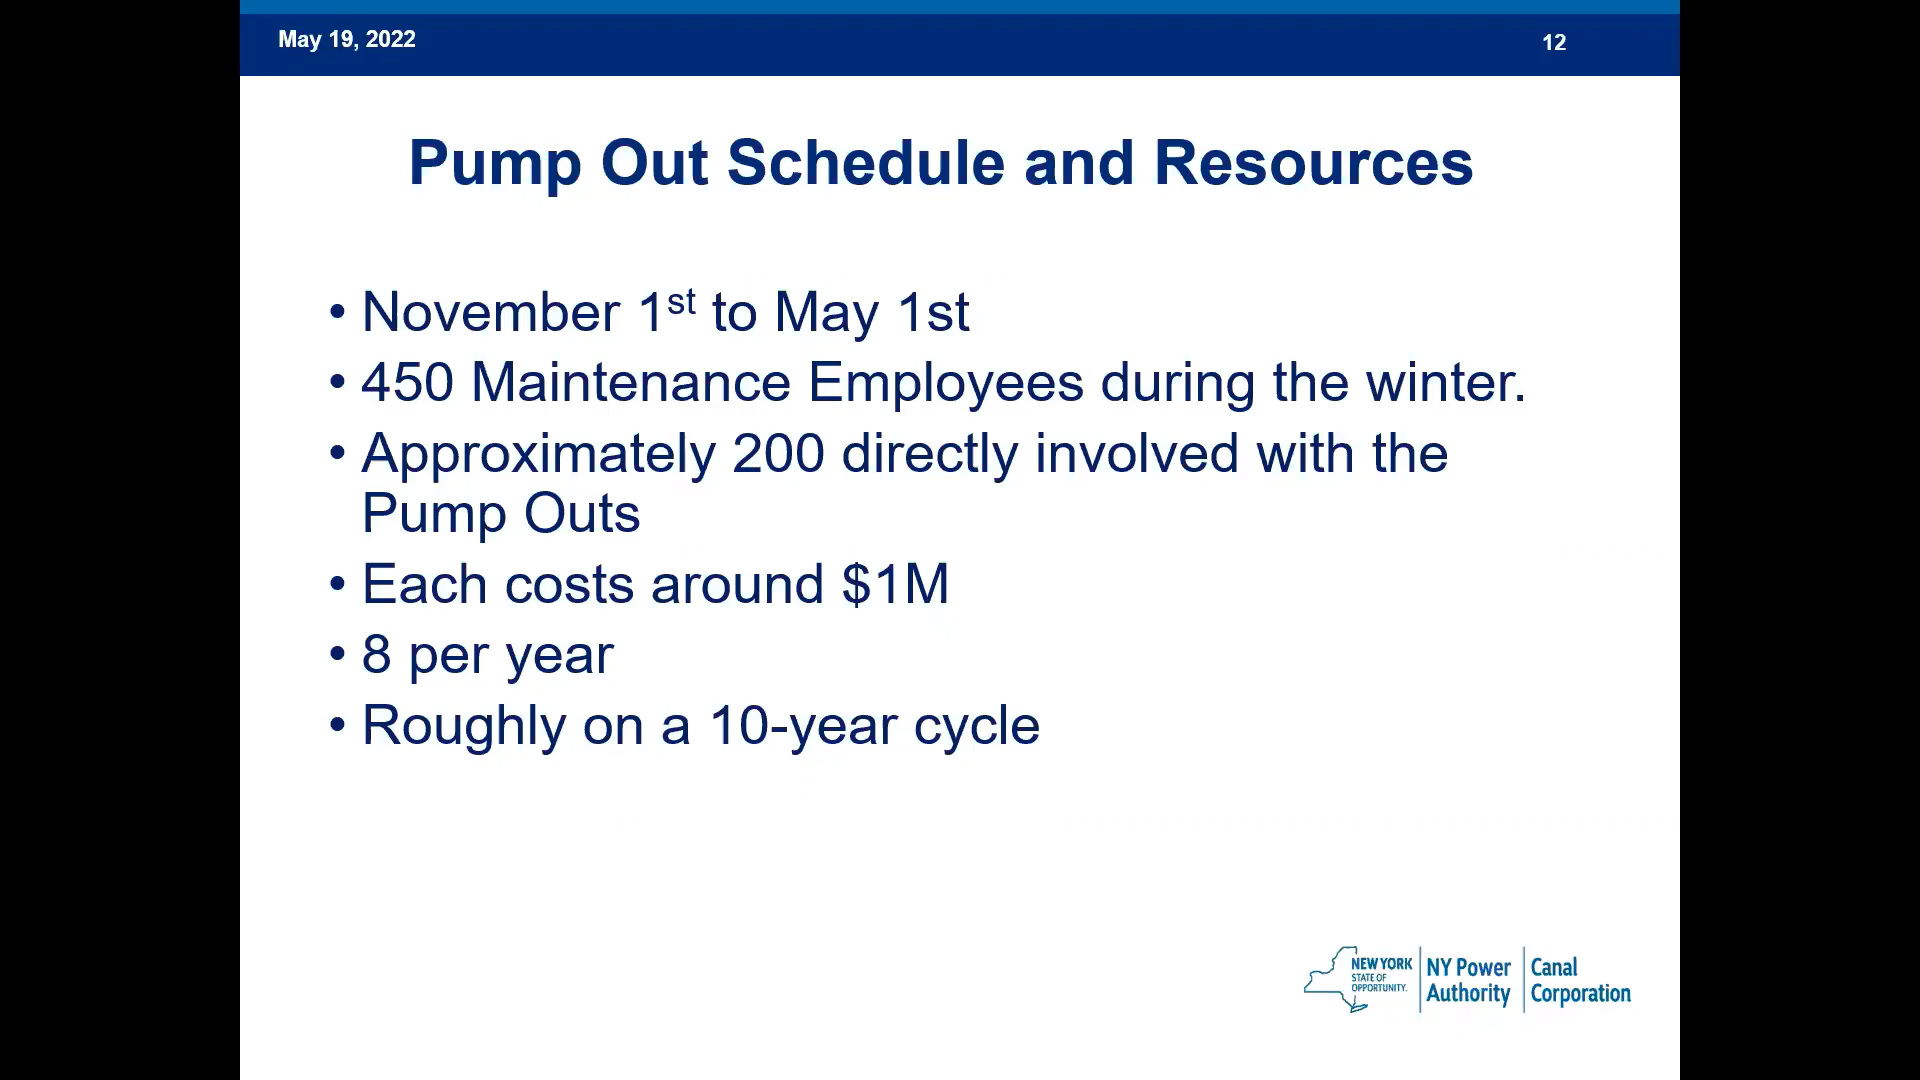 May 19, 2022
12
Pump Out Schedule and Resources
• November 1st to May 1st
• 450 Maintenance Employees during the winter.
• Approximately 200 directly involved with the
Pump Outs
• Each costs around $1M
• 8 per year
• Roughly on a 10-year cycle
NEW YORK
STATE OF
OPPORTUNITY.
NY Power
Authority
Canal
Corporation